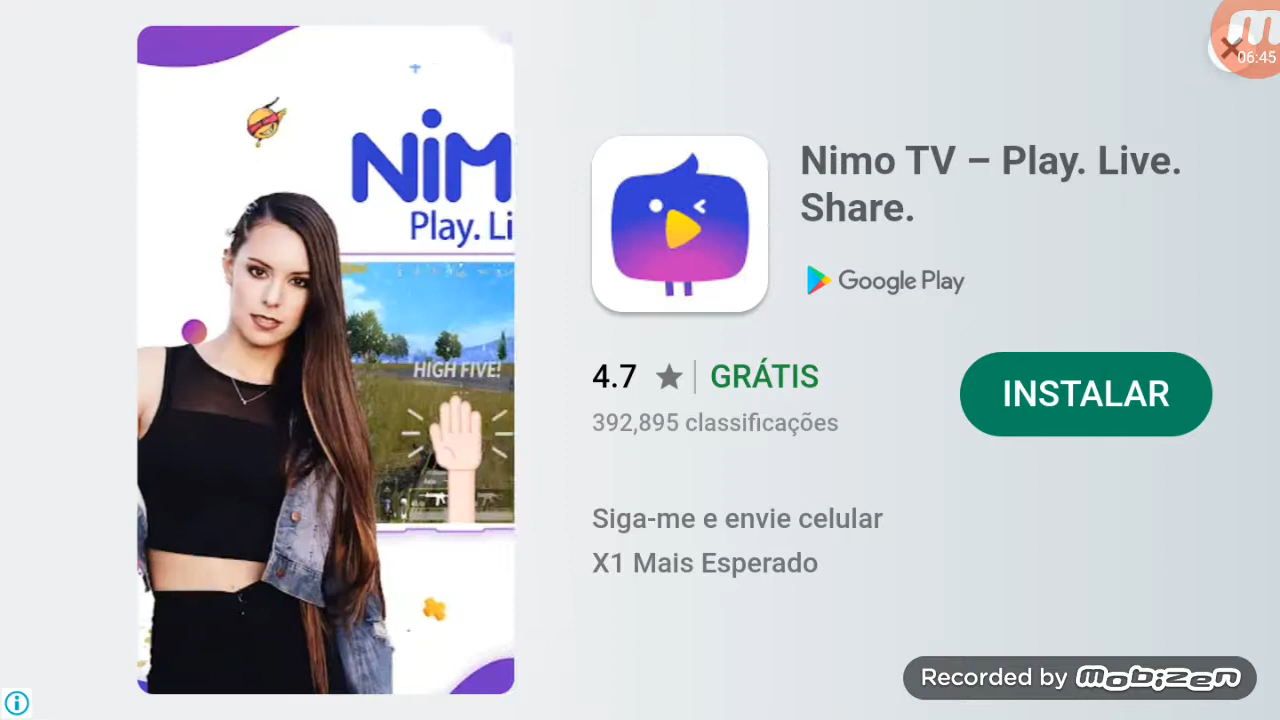 06:45
NiM
Play. Li
HIGH FIVE!
Nimo TV – Play. Live.
Share.
Google Play
4.7
GRÁTIS
392,895 classificações
INSTALAR
Siga-me e envie celular
X1 Mais Esperado
Recorded by mobizen